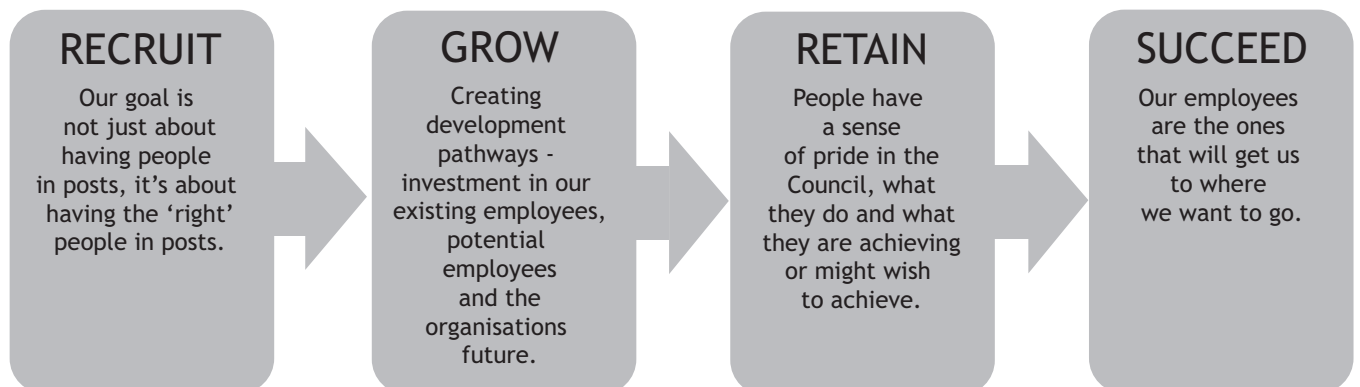 RECRUIT
Our goal is
not just about
having people
in posts, it’s about
having the ‘right’
people in posts.
GROW
Creating
development
pathways -
investment in our
existing employees,
potential
employees
and the
organisations
future.
RETAIN
People have
a sense
of pride in the
Council, what
they do and what
they are achieving
or might wish
to achieve.
SUCCEED
Our employees
are the ones
that will get us
to where
we want to go.